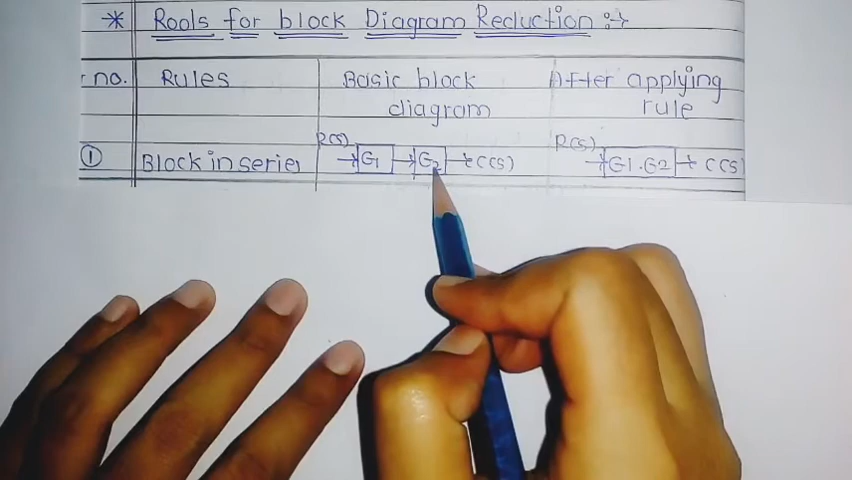 * Rools for block Diagram Reduction :→
r no. Rules Basic block diagram After applying rule
① Block in series R(s) → G1 → G2 → C(s) R(s) → G1.G2 → C(s)